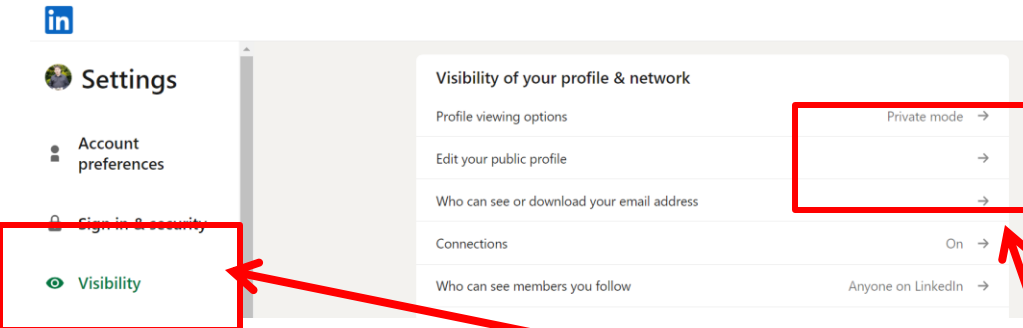 in
Settings
Account
preferences
Sign in & security
Visibility
Visibility of your profile & network
Profile viewing options Private mode
Edit your public profile
Who can see or download your email address
Connections On
Who can see members you follow Anyone on LinkedIn